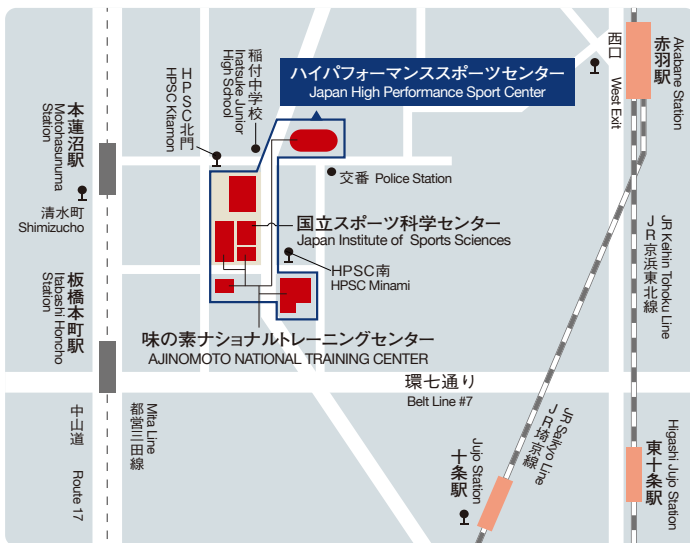 西口
West Exit
赤羽駅
Akabane Station
稲付中学校
Inatsuke Junior
High School
HPSC北門
HPSC Kitamon
ハイパフォーマンススポーツセンター
Japan High Performance Sport Center
本蓮沼駅
Motohasunuma
Station
交番 Police Station
清水町
Shimizucho
国立スポーツ科学センター
Japan Institute of Sports Sciences
HPSC南
HPSC Minami
JR Keihin Tohoku Line
JR京浜東北線
板橋本町駅
Itabashi Honcho
Station
味の素ナショナルトレーニングセンター
AJINOMOTO NATIONAL TRAINING CENTER
環七通り
Belt Line #7
中山道
Route 17
Mita Line
都営三田線
JR Saikyo Line
JR埼京線
Jujo Station
十条駅
Higashi Jujo Station
東十条駅